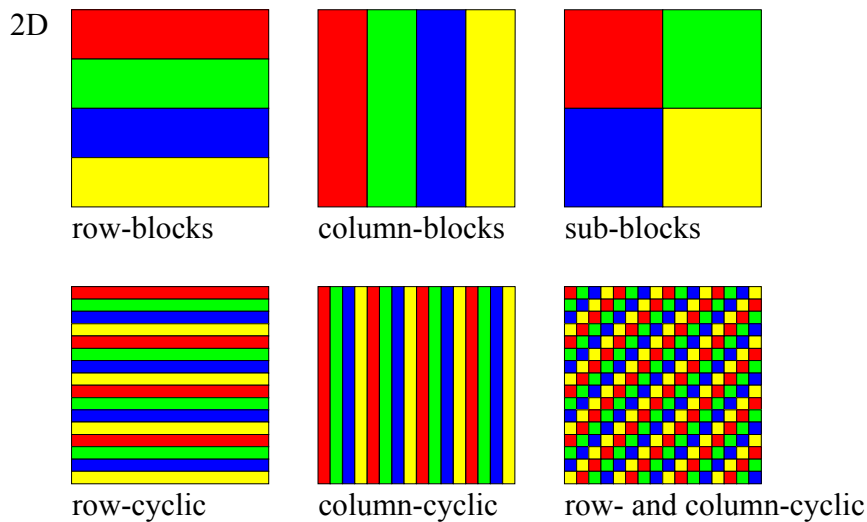 2D
row-blocks
column-blocks
sub-blocks
row-cyclic
column-cyclic
row- and column-cyclic